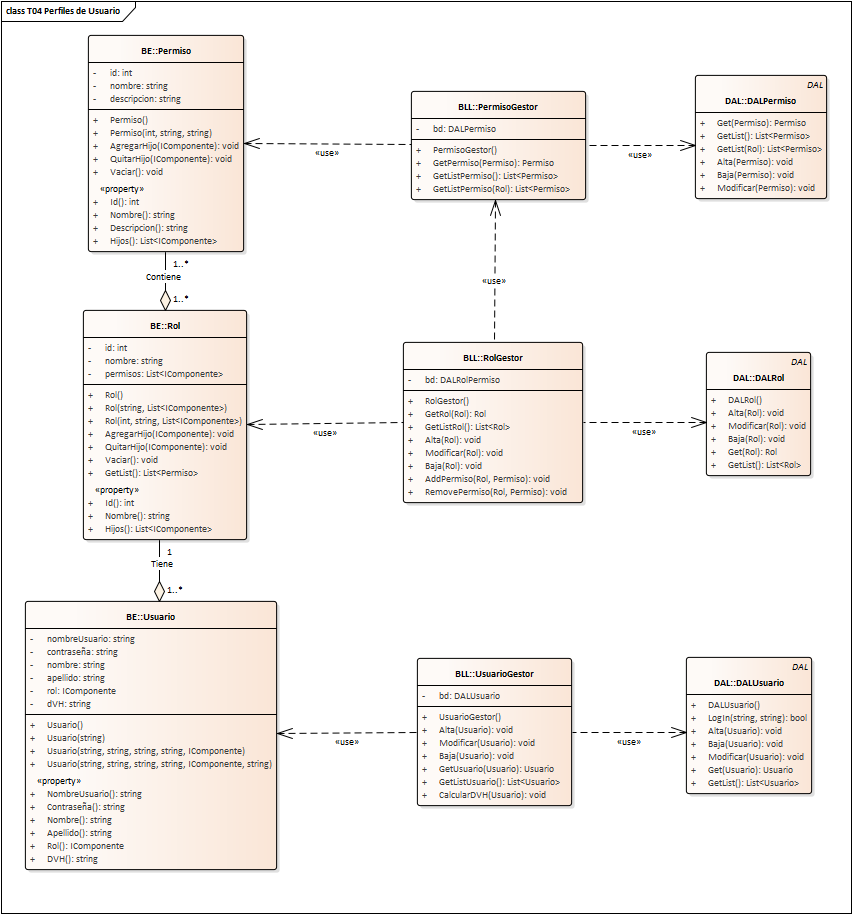 class T04 Perfiles de Usuario
BE::Permiso
- id: int
- nombre: string
- descripcion: string
+ Permiso()
+ Permiso(int, string, string)
+ AgregarHijo(IComponente): void
+ QuitarHijo(IComponente): void
+ Vaciar(): void
«property»
+ Id(): int
+ Nombre(): string
+ Descripcion(): string
+ Hijos(): List<IComponente>
«use»
BLL::PermisoGestor
- bd: DALPermiso
+ PermisoGestor()
+ GetPermiso(Permiso): Permiso
+ GetListPermiso(): List<Permiso>
+ GetListPermiso(Rol): List<Permiso>
«use»
DAL
DAL::DALPermiso
+ Get(Permiso): Permiso
+ GetList(): List<Permiso>
+ GetList(Rol): List<Permiso>
+ Alta(Permiso): void
+ Baja(Permiso): void
+ Modificar(Permiso): void
1..*
Contiene
1..*
«use»
BE::Rol
- id: int
- nombre: string
- permisos: List<IComponente>
+ Rol()
+ Rol(string, List<IComponente>)
+ Rol(int, string, List<IComponente>)
+ AgregarHijo(IComponente): void
+ QuitarHijo(IComponente): void
+ Vaciar(): void
+ GetList(): List<Permiso>
«property»
+ Id(): int
+ Nombre(): string
+ Hijos(): List<IComponente>
«use»
BLL::RolGestor
- bd: DALRolPermiso
+ RolGestor()
+ GetRol(Rol): Rol
+ GetListRol(): List<Rol>
+ Alta(Rol): void
+ Modificar(Rol): void
+ Baja(Rol): void
+ AddPermiso(Rol, Permiso): void
+ RemovePermiso(Rol, Permiso): void
«use»
DAL
DAL::DALRol
+ DALRol()
+ Alta(Rol): void
+ Modificar(Rol): void
+ Baja(Rol): void
+ Get(Rol): Rol
+ GetList(): List<Rol>
1
Tiene
1..*
BE::Usuario
- nombreUsuario: string
- contraseña: string
- nombre: string
- apellido: string
- rol: IComponente
- dVH: string
+ Usuario()
+ Usuario(string)
+ Usuario(string, string, string, string, IComponente)
+ Usuario(string, string, string, string, IComponente, string)
«property»
+ NombreUsuario(): string
+ Contraseña(): string
+ Nombre(): string
+ Apellido(): string
+ Rol(): IComponente
+ DVH(): string
«use»
BLL::UsuarioGestor
- bd: DALUsuario
+ UsuarioGestor()
+ Alta(Usuario): void
+ Modificar(Usuario): void
+ Baja(Usuario): void
+ GetUsuario(Usuario): Usuario
+ GetListUsuario(): List<Usuario>
+ CalcularDVH(Usuario): void
«use»
DAL
DAL::DALUsuario
+ DALUsuario()
+ LogIn(string, string): bool
+ Alta(Usuario): void
+ Baja(Usuario): void
+ Modificar(Usuario): void
+ Get(Usuario): Usuario
+ GetList(): List<Usuario>